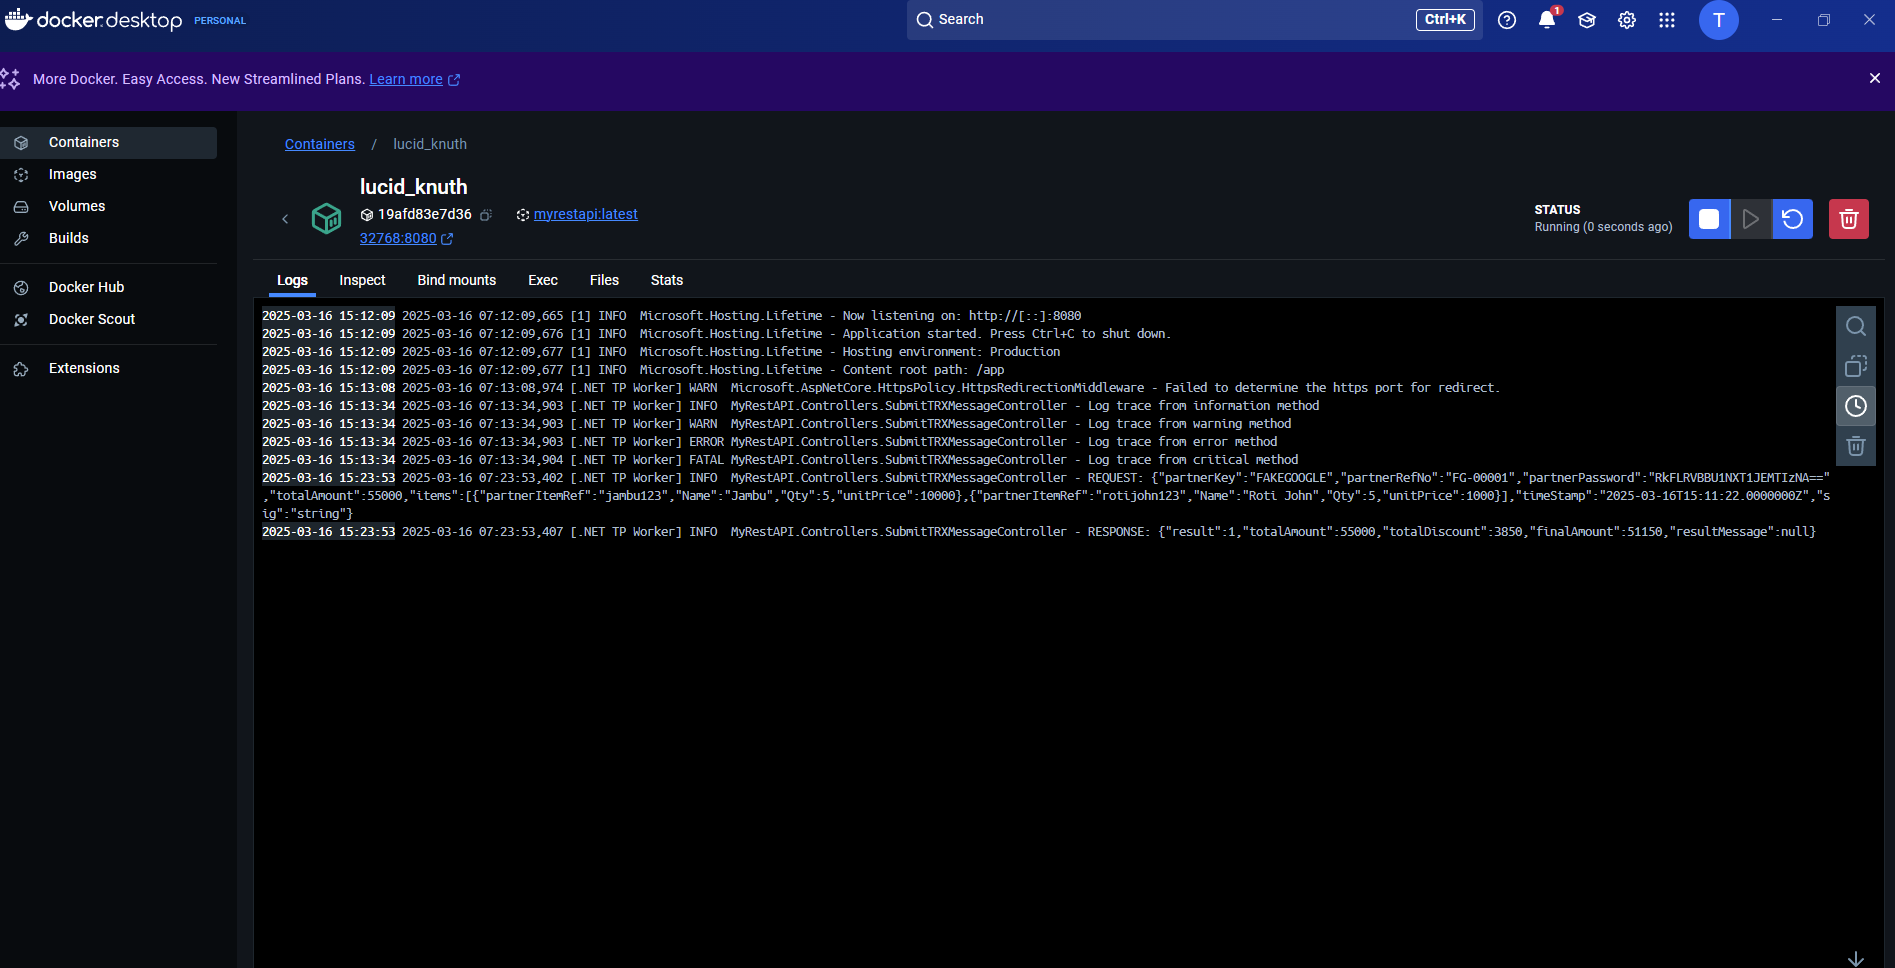 docker.desktop PERSONAL
Search Ctrl+K 1 T
More Docker. Easy Access. New Streamlined Plans. Learn more
Containers
Images
Volumes
Builds
Docker Hub
Docker Scout
Extensions
Containers / lucid_knuth
lucid_knuth
19afd83e7d36 myrestapi:latest
32768:8080
STATUS
Running (0 seconds ago)
Logs Inspect Bind mounts Exec Files Stats
2025-03-16 15:12:09 2025-03-16 07:12:09,665 [1] INFO  Microsoft.Hosting.Lifetime - Now listening on: http://[::]:8080
2025-03-16 15:12:09 2025-03-16 07:12:09,676 [1] INFO  Microsoft.Hosting.Lifetime - Application started. Press Ctrl+C to shut down.
2025-03-16 15:12:09 2025-03-16 07:12:09,677 [1] INFO  Microsoft.Hosting.Lifetime - Hosting environment: Production
2025-03-16 15:12:09 2025-03-16 07:12:09,677 [1] INFO  Microsoft.Hosting.Lifetime - Content root path: /app
2025-03-16 15:13:08 2025-03-16 07:13:08,974 [.NET TP Worker] WARN  Microsoft.AspNetCore.HttpsPolicy.HttpsRedirectionMiddleware - Failed to determine the https port for redirect.
2025-03-16 15:13:34 2025-03-16 07:13:34,903 [.NET TP Worker] INFO  MyRestAPI.Controllers.SubmitTRXMessageController - Log trace from information method
2025-03-16 15:13:34 2025-03-16 07:13:34,903 [.NET TP Worker] WARN  MyRestAPI.Controllers.SubmitTRXMessageController - Log trace from warning method
2025-03-16 15:13:34 2025-03-16 07:13:34,903 [.NET TP Worker] ERROR MyRestAPI.Controllers.SubmitTRXMessageController - Log trace from error method
2025-03-16 15:13:34 2025-03-16 07:13:34,904 [.NET TP Worker] FATAL MyRestAPI.Controllers.SubmitTRXMessageController - Log trace from critical method
2025-03-16 15:23:53 2025-03-16 07:23:53,402 [.NET TP Worker] INFO  MyRestAPI.Controllers.SubmitTRXMessageController - REQUEST: {"partnerKey":"FAKEGOOGLE","partnerRefNo":"FG-00001","partnerPassword":"RkFLRVBBU1NXT1JEMTIzNA=="
,"totalAmount":55000,"items":[{"partnerItemRef":"jambu123","Name":"Jambu","Qty":5,"unitPrice":10000},{"partnerItemRef":"rotijohn123","Name":"Roti John","Qty":5,"unitPrice":1000}],"timeStamp":"2025-03-16T15:11:22.0000000Z","s
ig":"string"}
2025-03-16 15:23:53 2025-03-16 07:23:53,407 [.NET TP Worker] INFO  MyRestAPI.Controllers.SubmitTRXMessageController - RESPONSE: {"result":1,"totalAmount":55000,"totalDiscount":3850,"finalAmount":51150,"resultMessage":null}